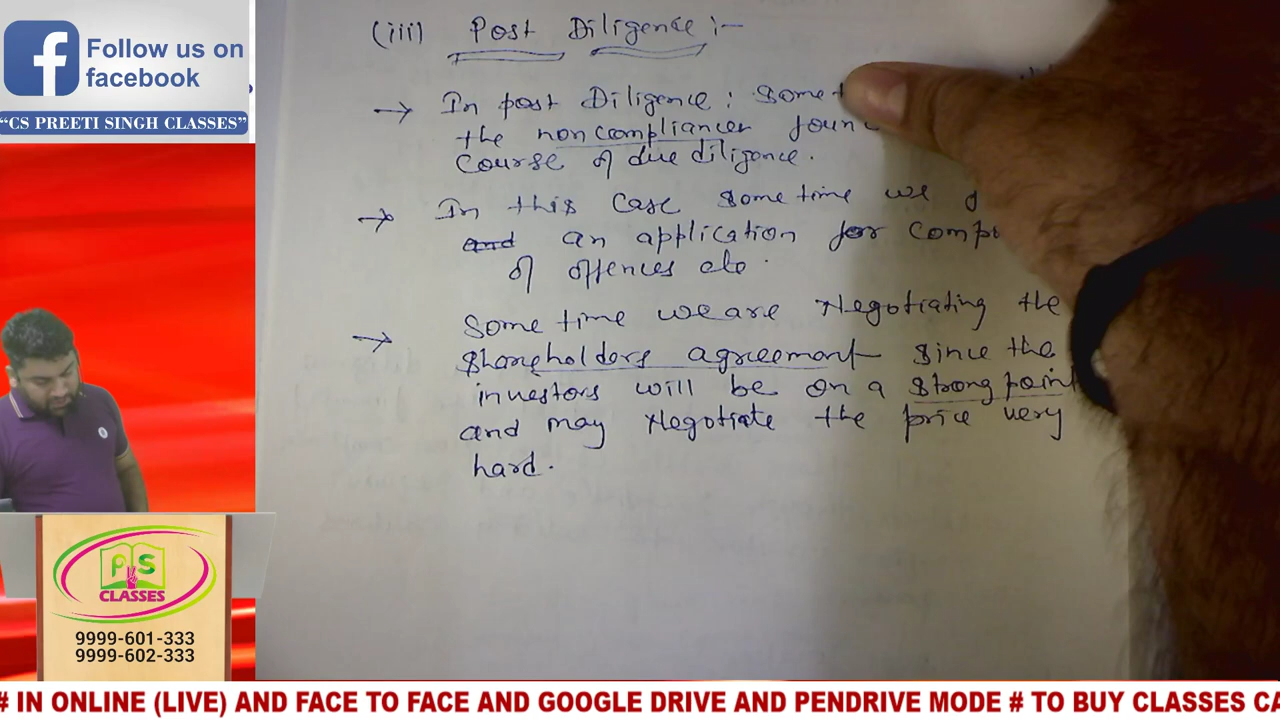 Follow us on
facebook
"CS PREETI SINGH CLASSES"
(iii) Post Diligence :-
→ In post Diligence : Some
the noncompliances foun
Course of due diligence.
→ In this Case Some time we g
and an application for comp
of offences etc.
→ Some time we are Negotiating the
Shareholders agreement since the
investors will be on a strong point
and may Negotiate the price very
hard.
PS
CLASSES
9999-601-333
9999-602-333
# IN ONLINE (LIVE) AND FACE TO FACE AND GOOGLE DRIVE AND PENDRIVE MODE # TO BUY CLASSES CA